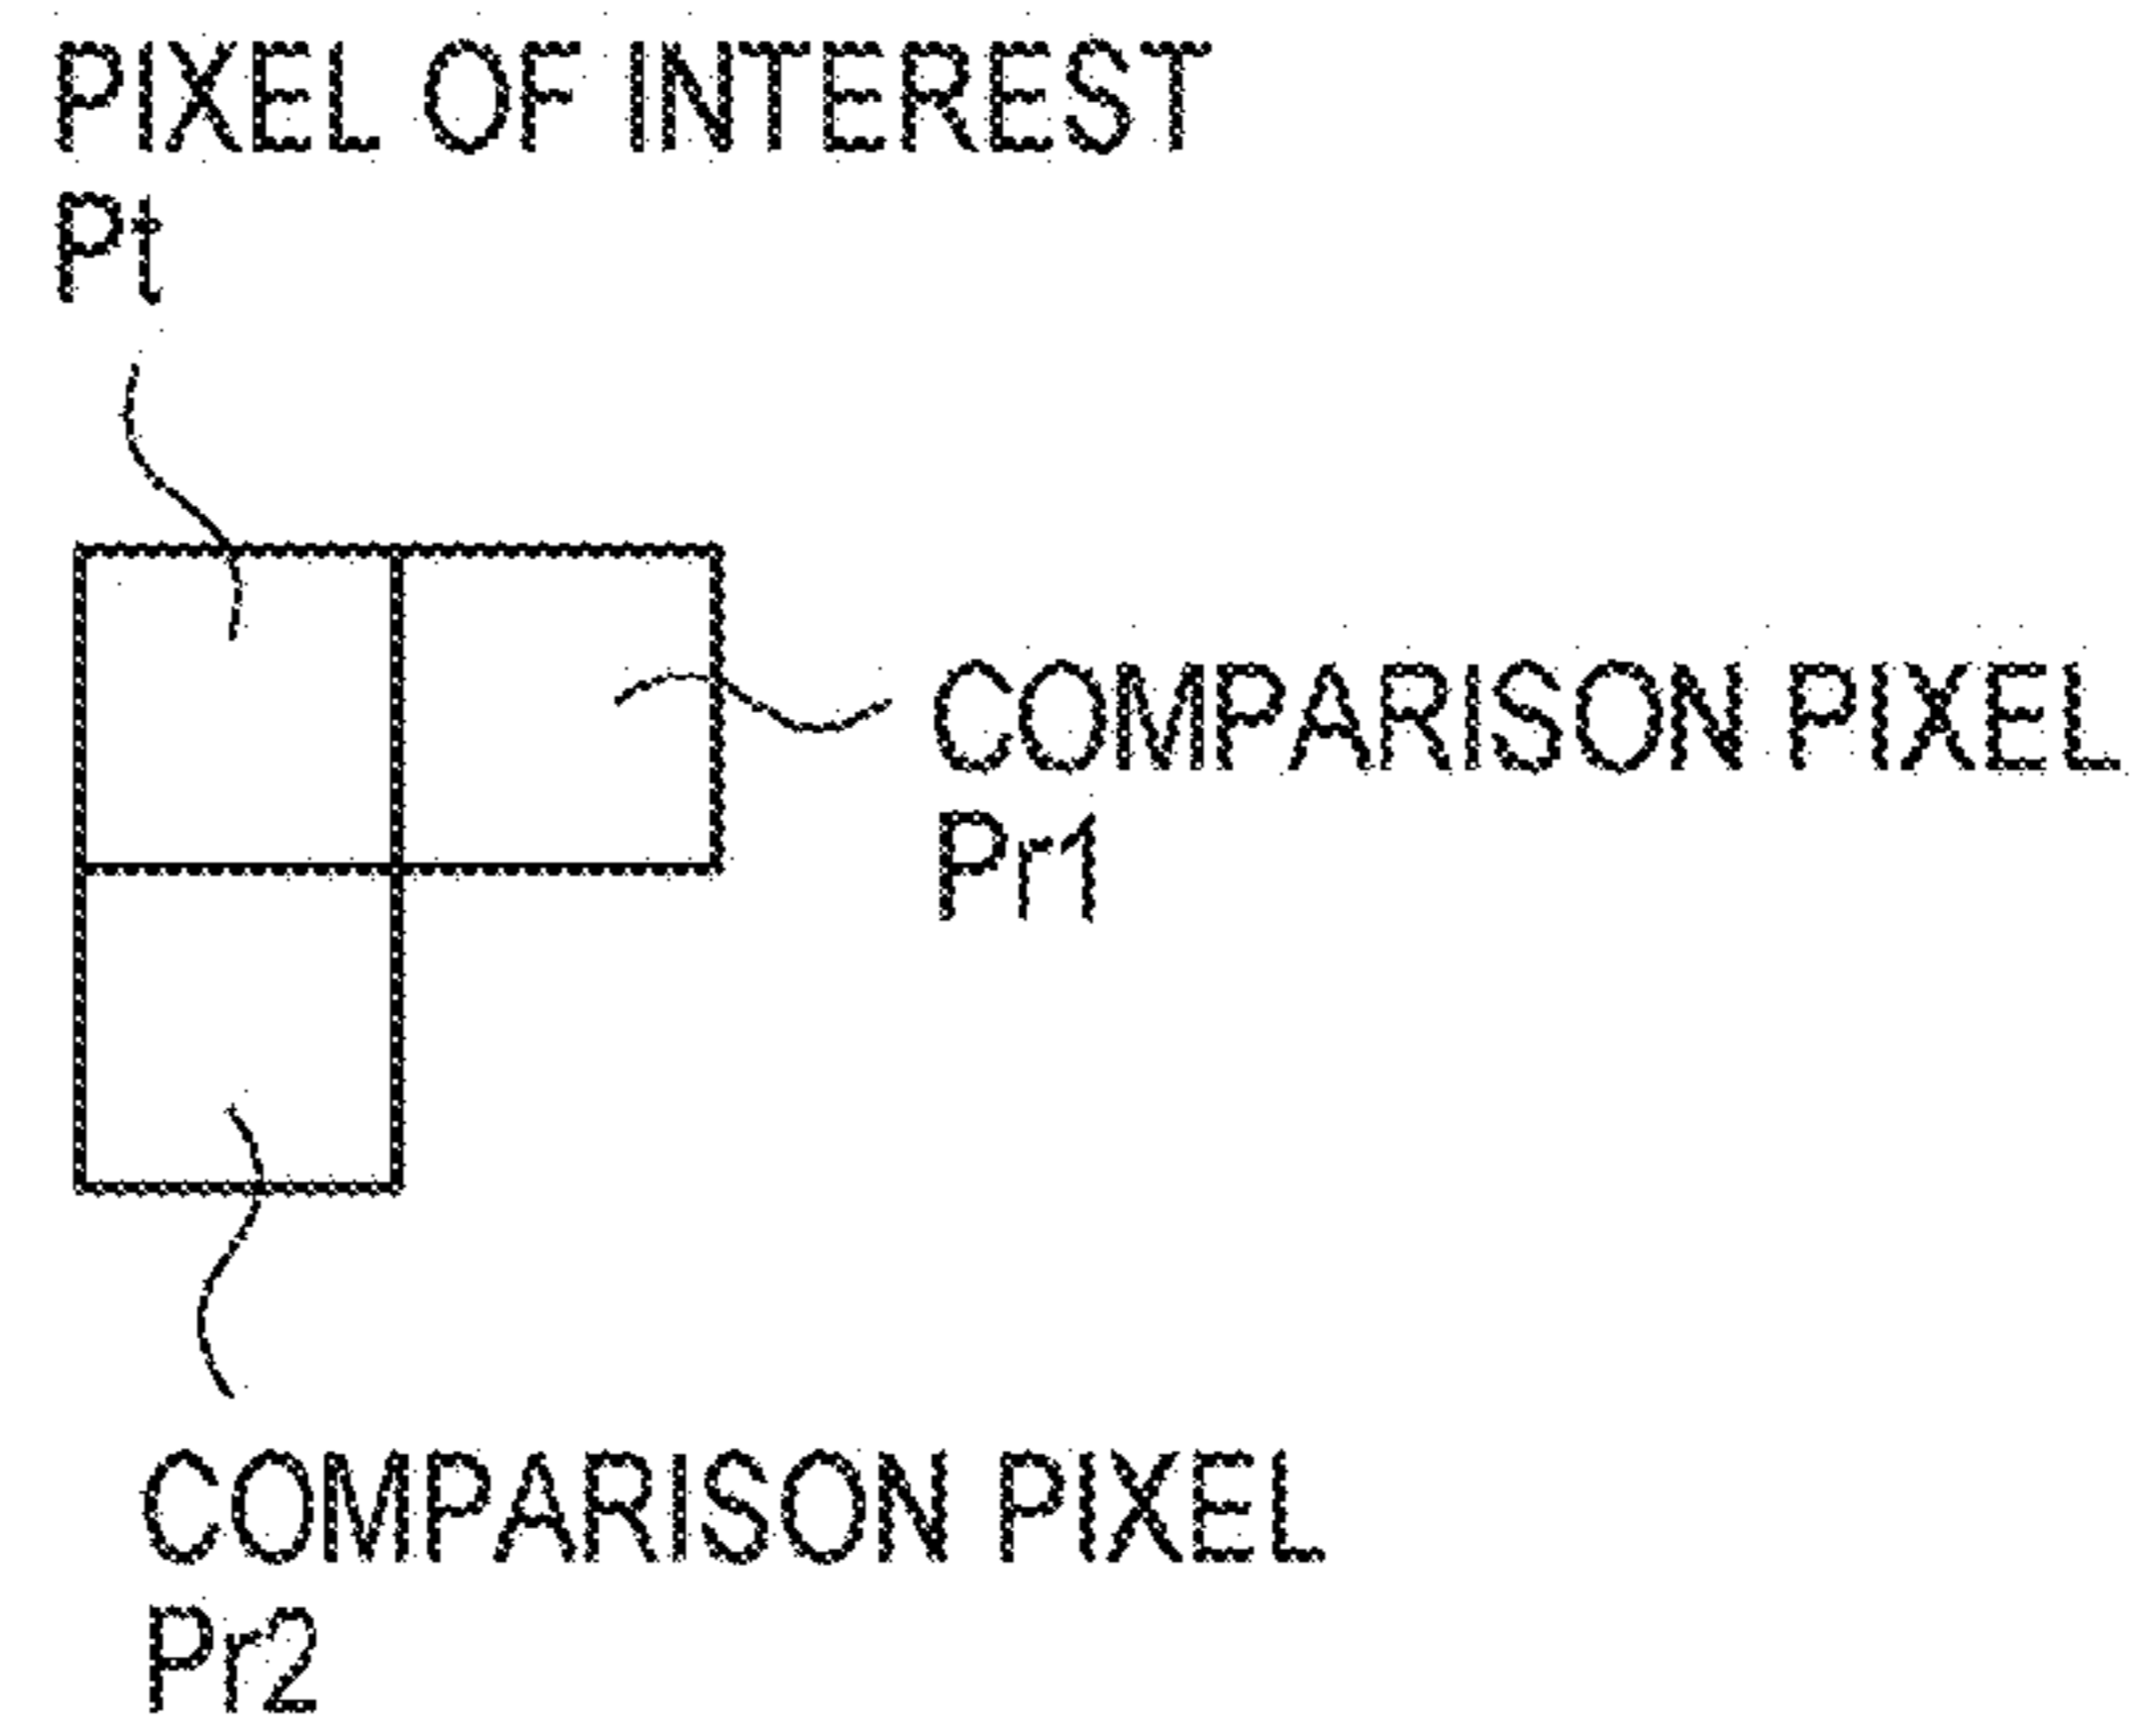 PIXEL OF INTEREST
Pt
COMPARISON PIXEL
Pr1
COMPARISON PIXEL
Pr2